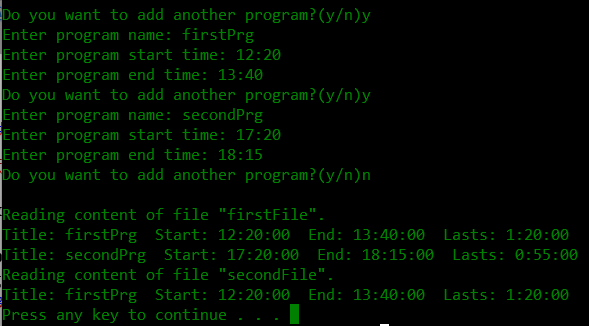 Do you want to add another program?(y/n)y
Enter program name: firstPrg
Enter program start time: 12:20
Enter program end time: 13:40
Do you want to add another program?(y/n)y
Enter program name: secondPrg
Enter program start time: 17:20
Enter program end time: 18:15
Do you want to add another program?(y/n)n

Reading content of file "firstFile".
Title: firstPrg  Start: 12:20:00  End: 13:40:00  Lasts: 1:20:00
Title: secondPrg  Start: 17:20:00  End: 18:15:00  Lasts: 0:55:00
Reading content of file "secondFile".
Title: firstPrg  Start: 12:20:00  End: 13:40:00  Lasts: 1:20:00
Press any key to continue . . .